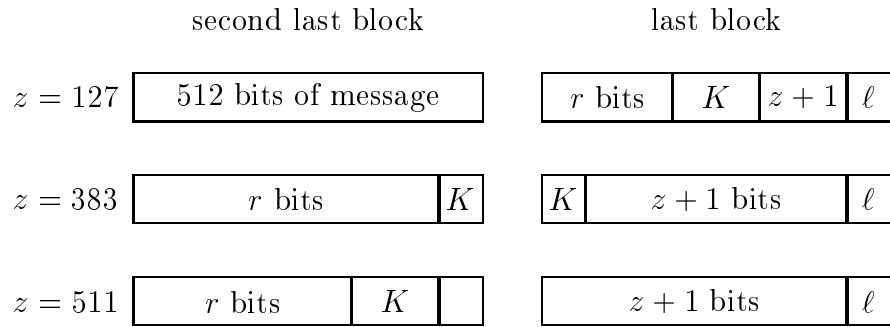 second last block last block
z = 127 512 bits of message r bits K z + 1 ℓ
z = 383 r bits K K z + 1 bits ℓ
z = 511 r bits K z + 1 bits ℓ